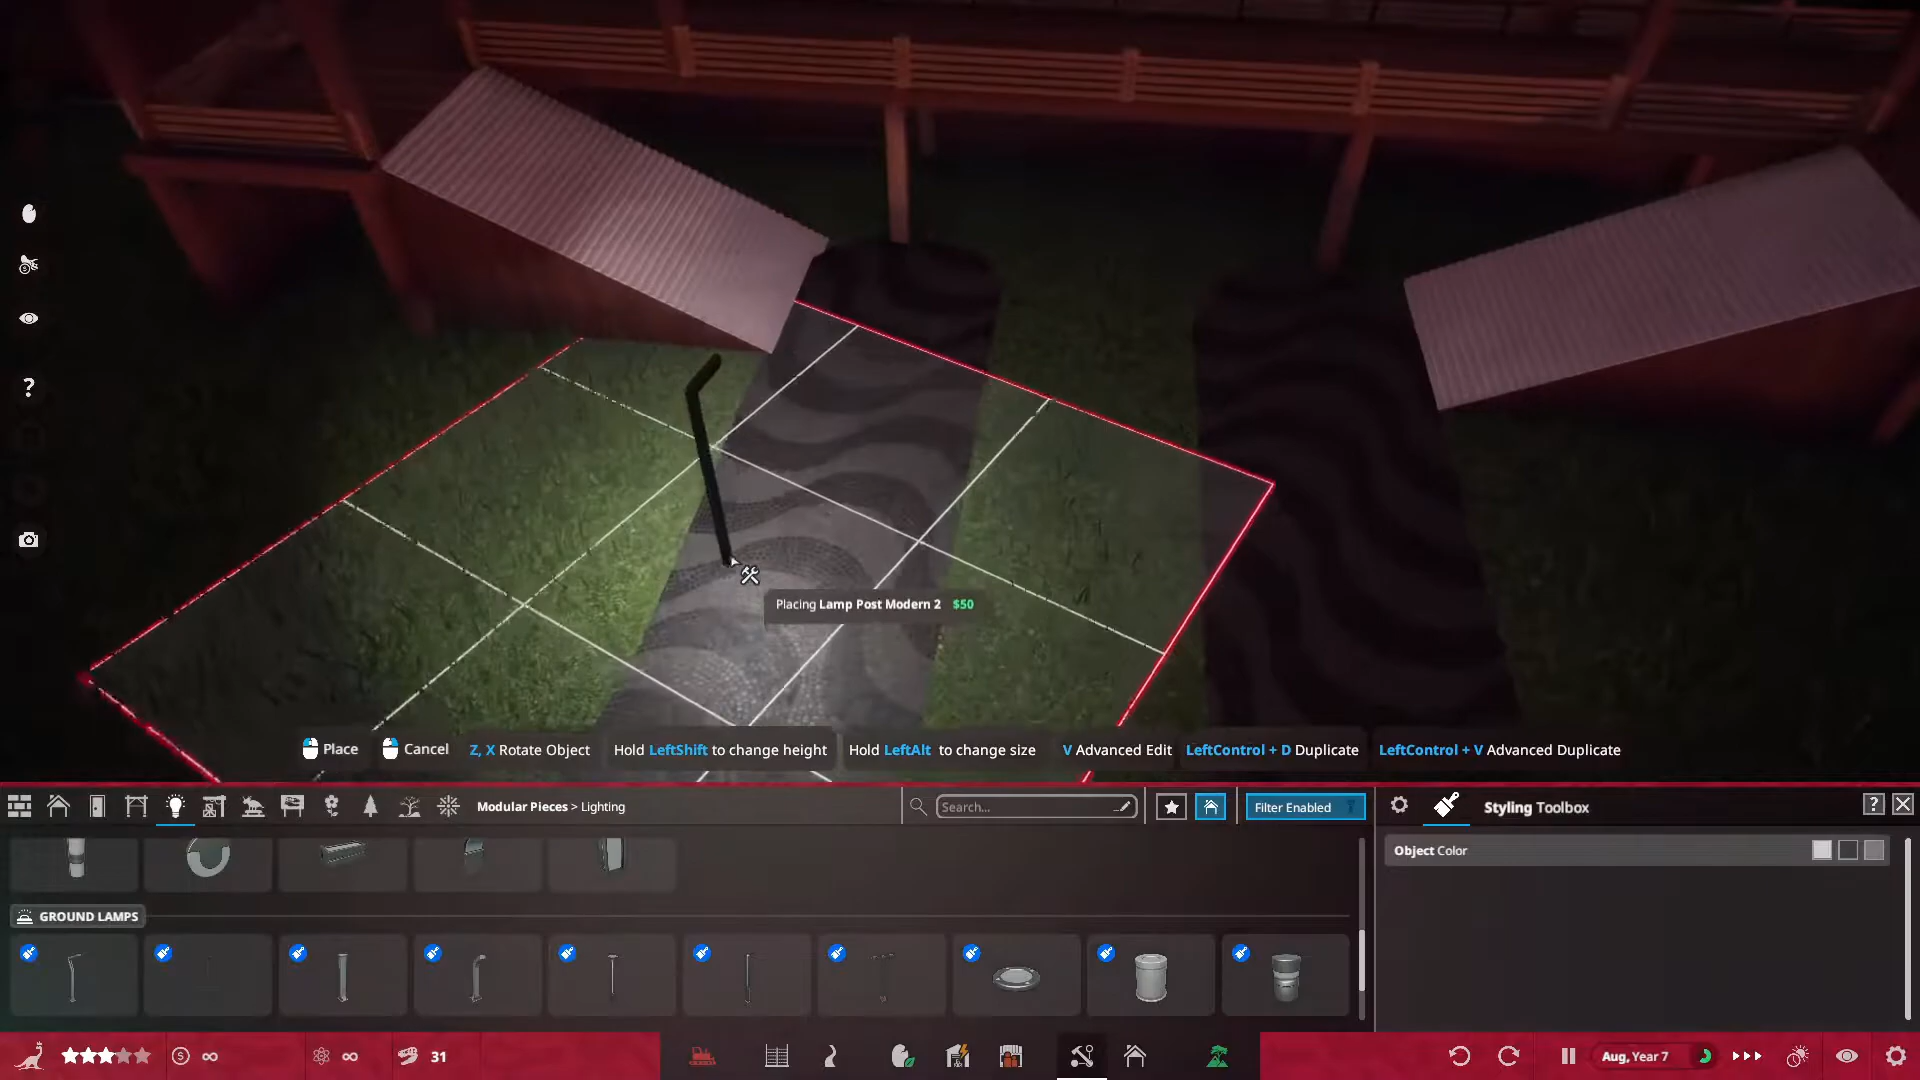 ?
Placing Lamp Post Modern 2 $50
Place Cancel Z, X Rotate Object Hold LeftShift to change height Hold LeftAlt to change size V Advanced Edit LeftControl + D Duplicate LeftControl + V Advanced Duplicate
Modular Pieces > Lighting Search... Filter Enabled Styling Toolbox ?
Object Color
GROUND LAMPS
$ ∞ ∞ 31 Aug, Year 7